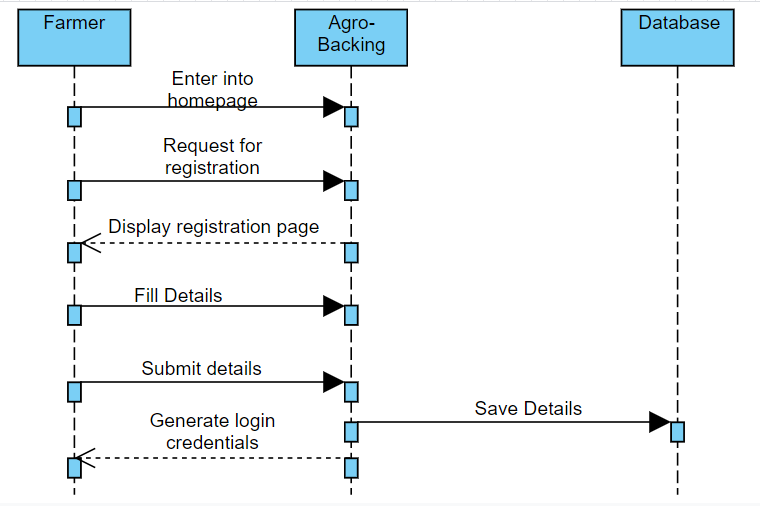 Farmer
Agro-
Backing
Database
Enter into
homepage
Request for
registration
Display registration page
Fill Details
Submit details
Save Details
Generate login
credentials